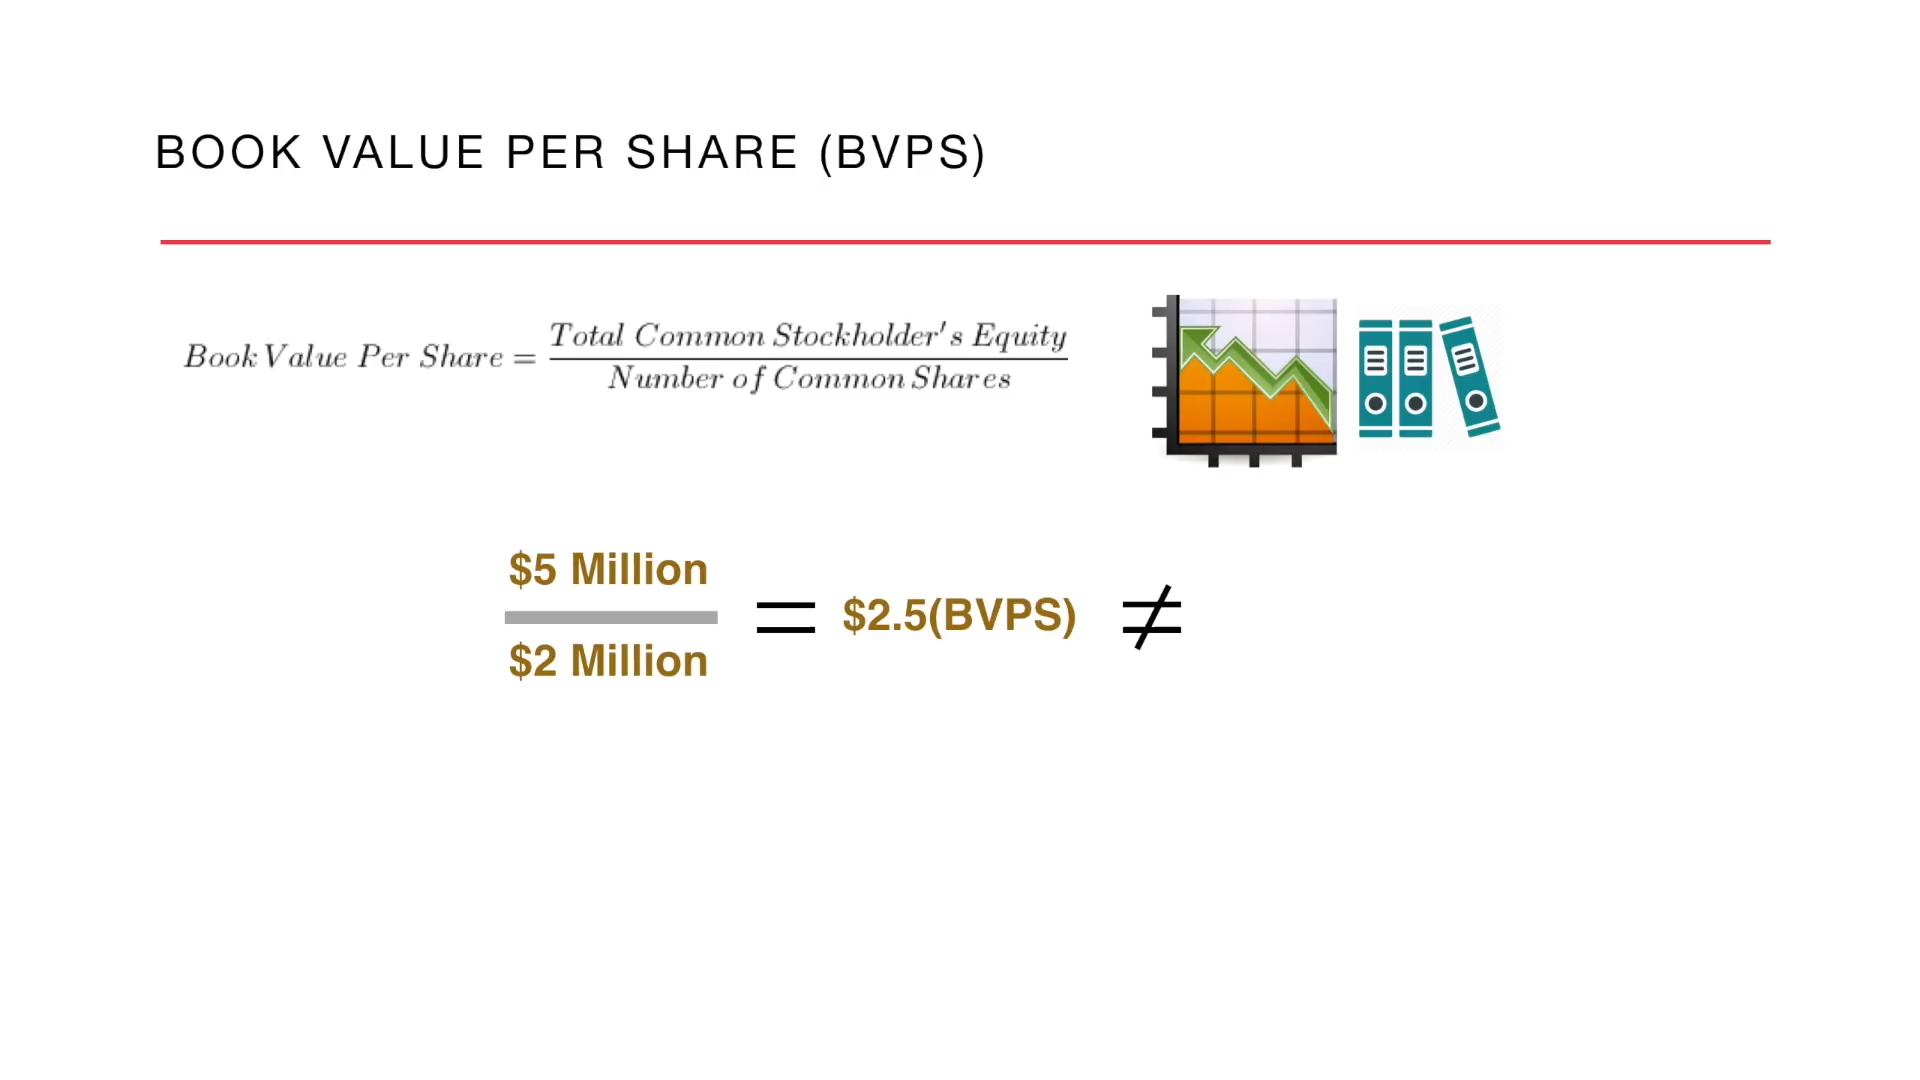 BOOK VALUE PER SHARE (BVPS)
Book Value Per Share = Total Common Stockholder's Equity
Number of Common Shares
$5 Million
= $2.5(BVPS) ≠
$2 Million